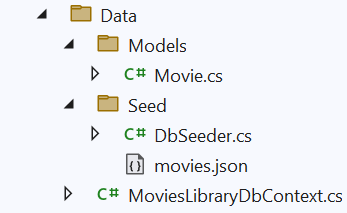 Data
Models
C# Movie.cs
Seed
C# DbSeeder.cs
{} movies.json
C# MoviesLibraryDbContext.cs